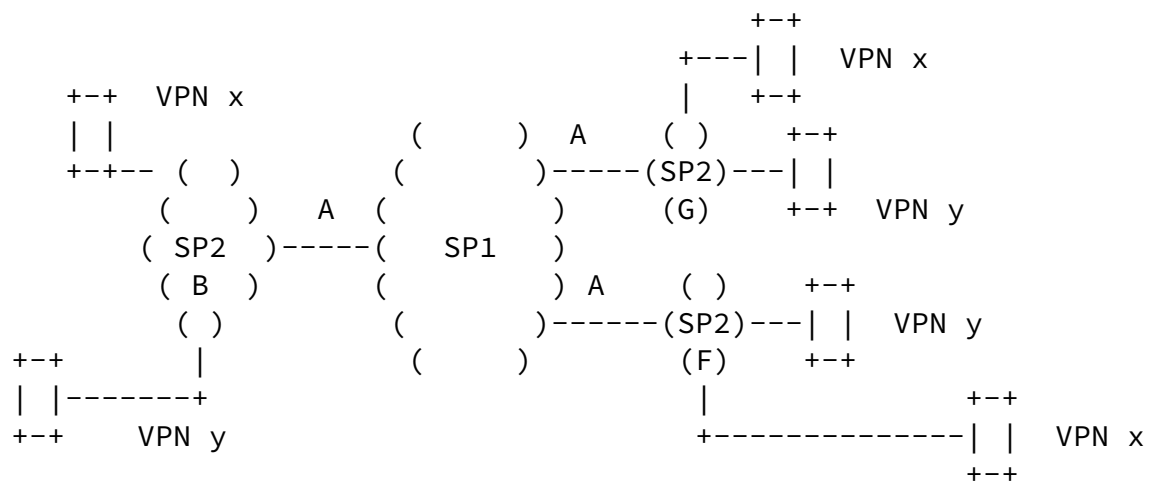 +-+
                                     +---| |  VPN x
   +-+  VPN x                        |   +-+
   | |                (     )  A    ( )    +-+
   +-+-- (  )        (       )-----(SP2)---| |
        (    )   A  (         )     (G)    +-+  VPN y
       ( SP2  )-----(   SP1   )
        ( B  )      (         ) A    ( )    +-+
         ( )         (       )------(SP2)---| |  VPN y
+-+       |           (     )        (F)    +-+
| |-------+                           |              +-+
+-+    VPN y                          +--------------| |  VPN x
                                                     +-+